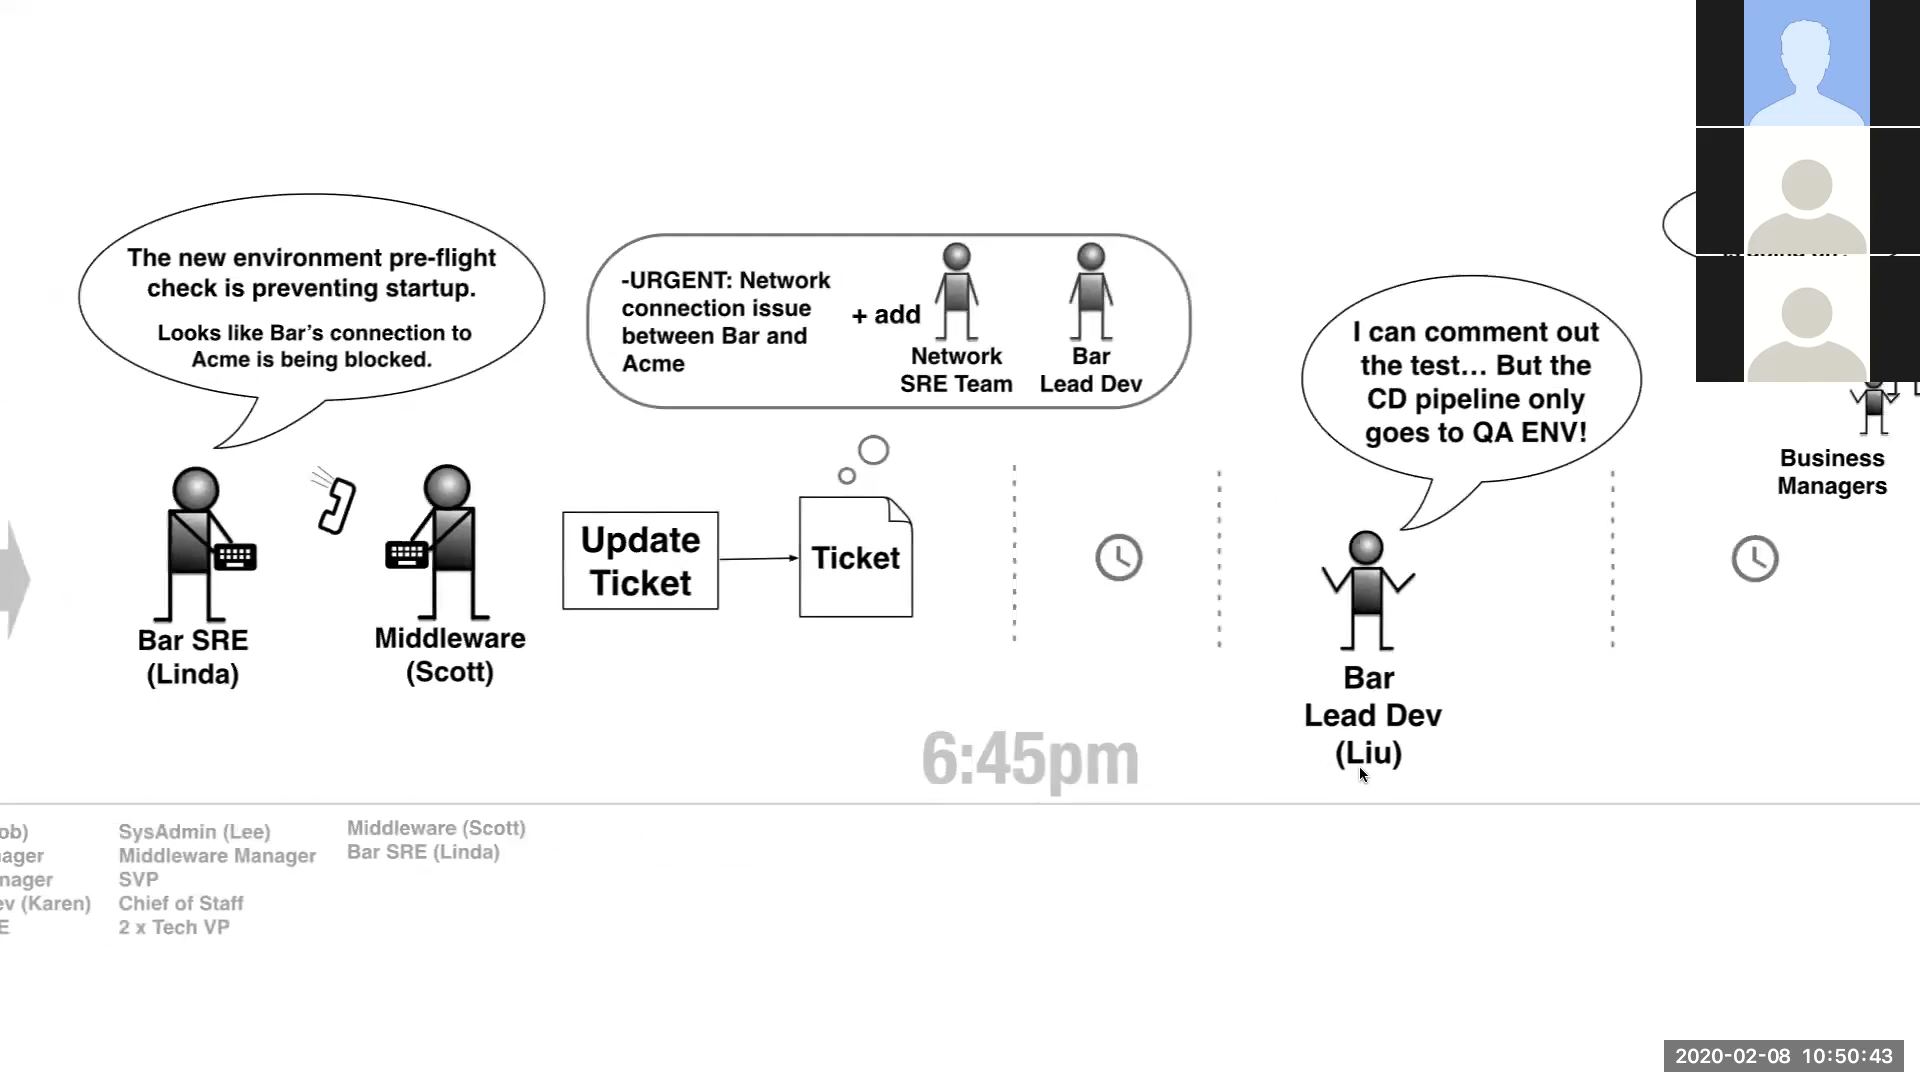 The new environment pre-flight
check is preventing startup.
Looks like Bar's connection to
Acme is being blocked.
Bar SRE
(Linda)
Middleware
(Scott)
-URGENT: Network
connection issue
between Bar and
Acme
+ add
Network
SRE Team
Bar
Lead Dev
Update
Ticket
Ticket
I can comment out
the test... But the
CD pipeline only
goes to QA ENV!
Bar
Lead Dev
(Liu)
Business
Managers
6:45pm
ob)
ager
nager
ev (Karen)
E
SysAdmin (Lee)
Middleware Manager
SVP
Chief of Staff
2 x Tech VP
Middleware (Scott)
Bar SRE (Linda)
2020-02-08 10:50:43